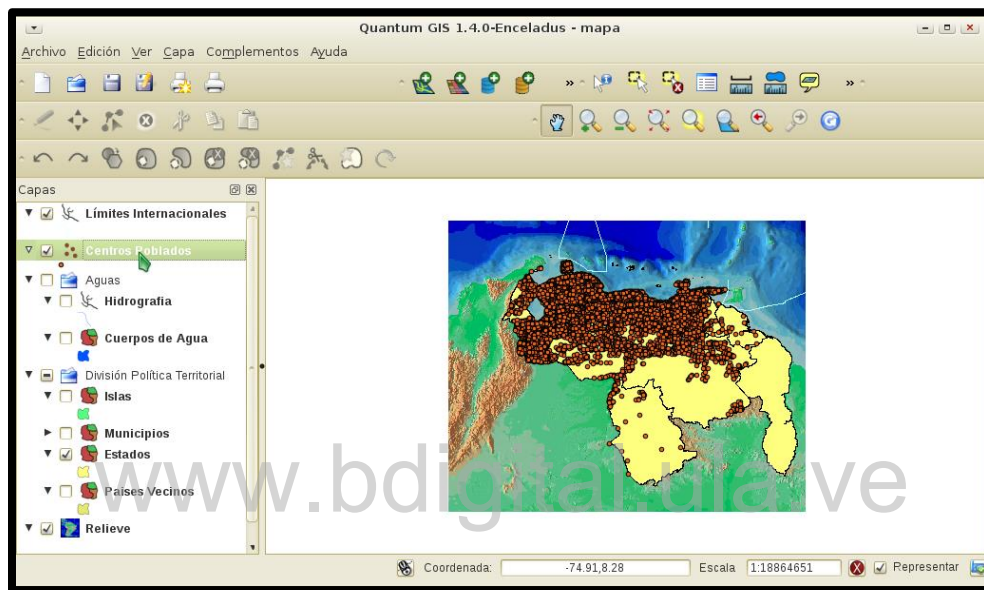 Quantum GIS 1.4.0-Enceladus - mapa
Archivo Edición Ver Capa Complementos Ayuda
Capas
Límites Internacionales
Centros Poblados
Aguas
Hidrografia
Cuerpos de Agua
División Política Territorial
Islas
Municipios
Estados
Paises Vecinos
Relieve
www.bdigital.ula.ve
Coordenada: -74.91,8.28 Escala 1:18864651 Representar